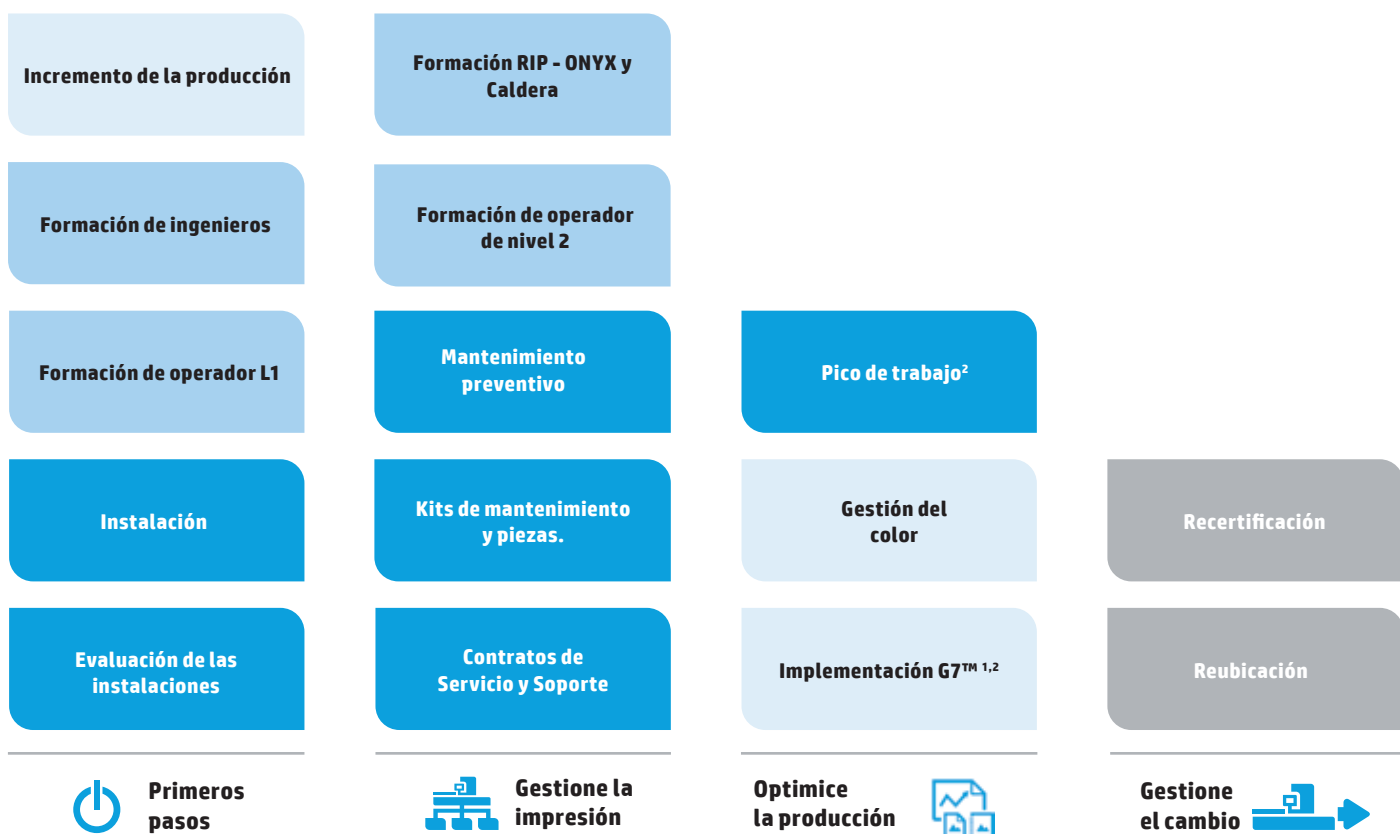 Incremento de la producción
Formación RIP - ONYX y
Caldera
Formación de ingenieros
Formación de operador
de nivel 2
Formación de operador L1
Mantenimiento
preventivo
Pico de trabajo²
Instalación
Kits de mantenimiento
y piezas.
Gestión del
color
Recertificación
Evaluación de las
instalaciones
Contratos de
Servicio y Soporte
Implementación G7™ ¹,²
Reubicación
Primeros
pasos
Gestione la
impresión
Optimice
la producción
Gestione
el cambio